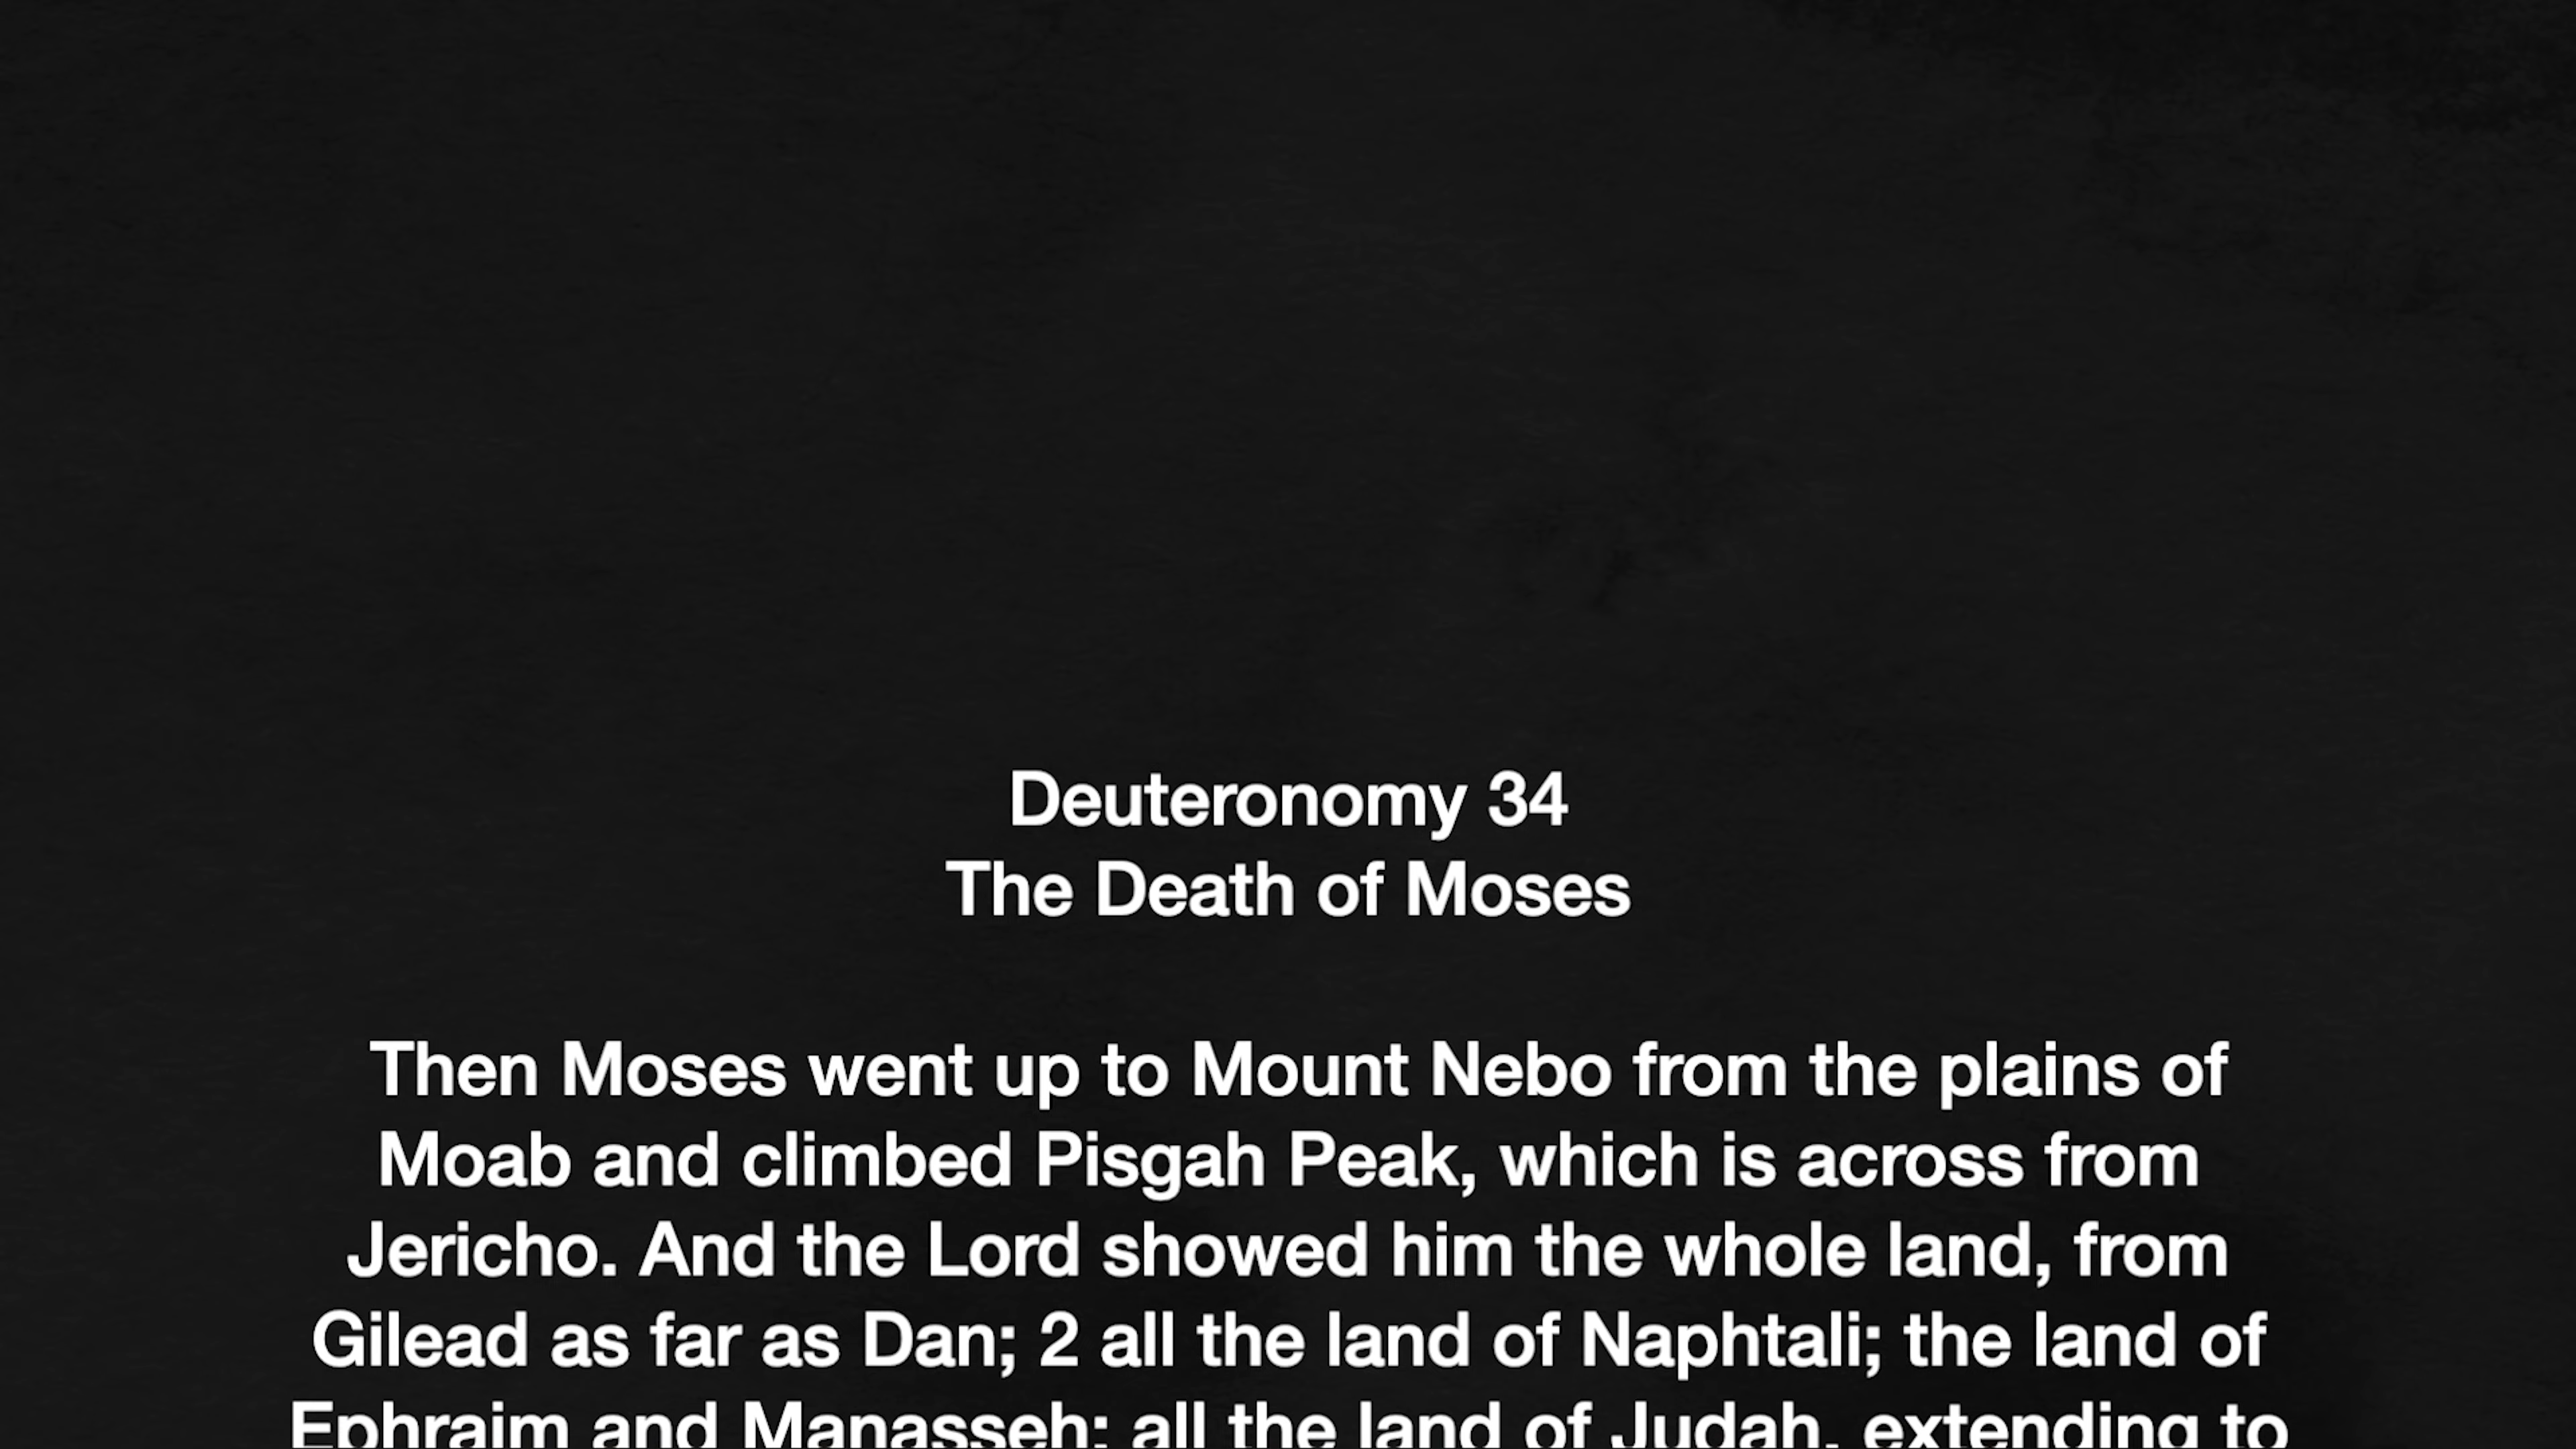 Deuteronomy 34
The Death of Moses
Then Moses went up to Mount Nebo from the plains of
Moab and climbed Pisgah Peak, which is across from
Jericho. And the Lord showed him the whole land, from
Gilead as far as Dan; 2 all the land of Naphtali; the land of
Ephraim and Manasseh; all the land of Judah, extending to